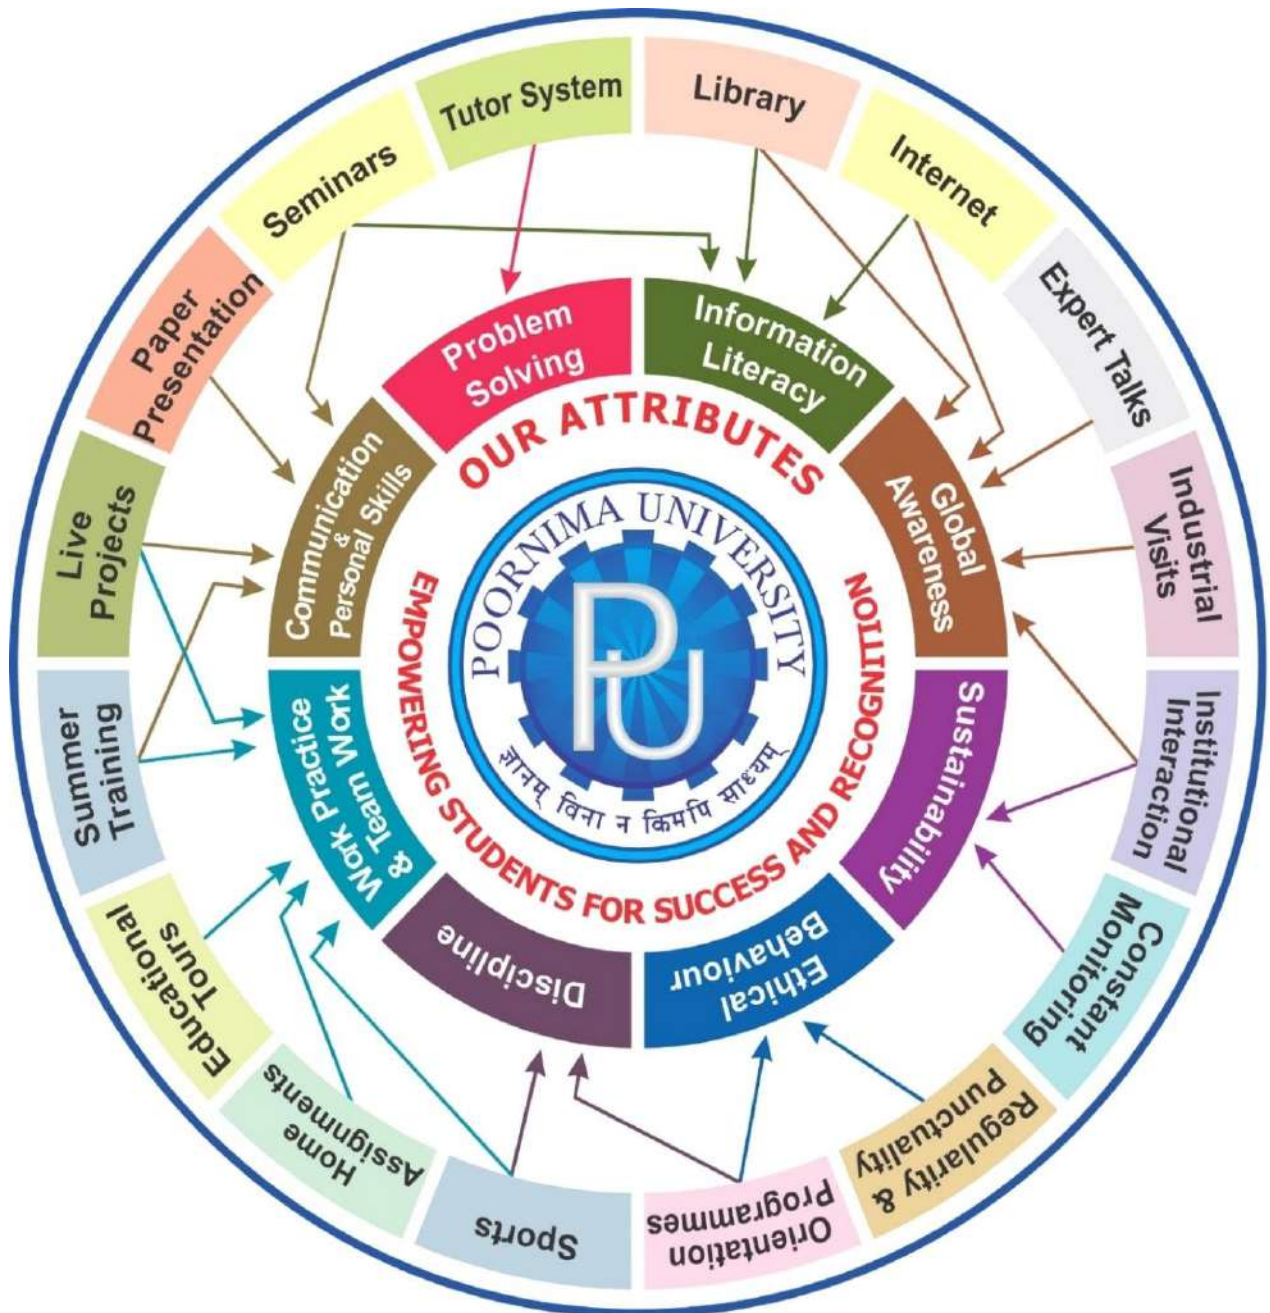 Tutor System
Library
Internet
Expert Talks
Industrial
Visits
Institutional
Interaction
Constant
Monitoring
Regularity &
Punctuality
Orientation
Programmes
Sports
Home
Assignments
Educational
Tours
Summer
Training
Live
Projects
Paper
Presentation
Seminars
Problem
Solving
Information
Literacy
Global
Awareness
Sustainability
Ethical
Behaviour
Discipline
Work Practice
& Team Work
Communication
&
Personal Skills
OUR ATTRIBUTES
EMPOWERING STUDENTS FOR SUCCESS AND RECOGNITION
POORNIMA UNIVERSITY
PU
ज्ञानम् विना न किमपि साध्यम्